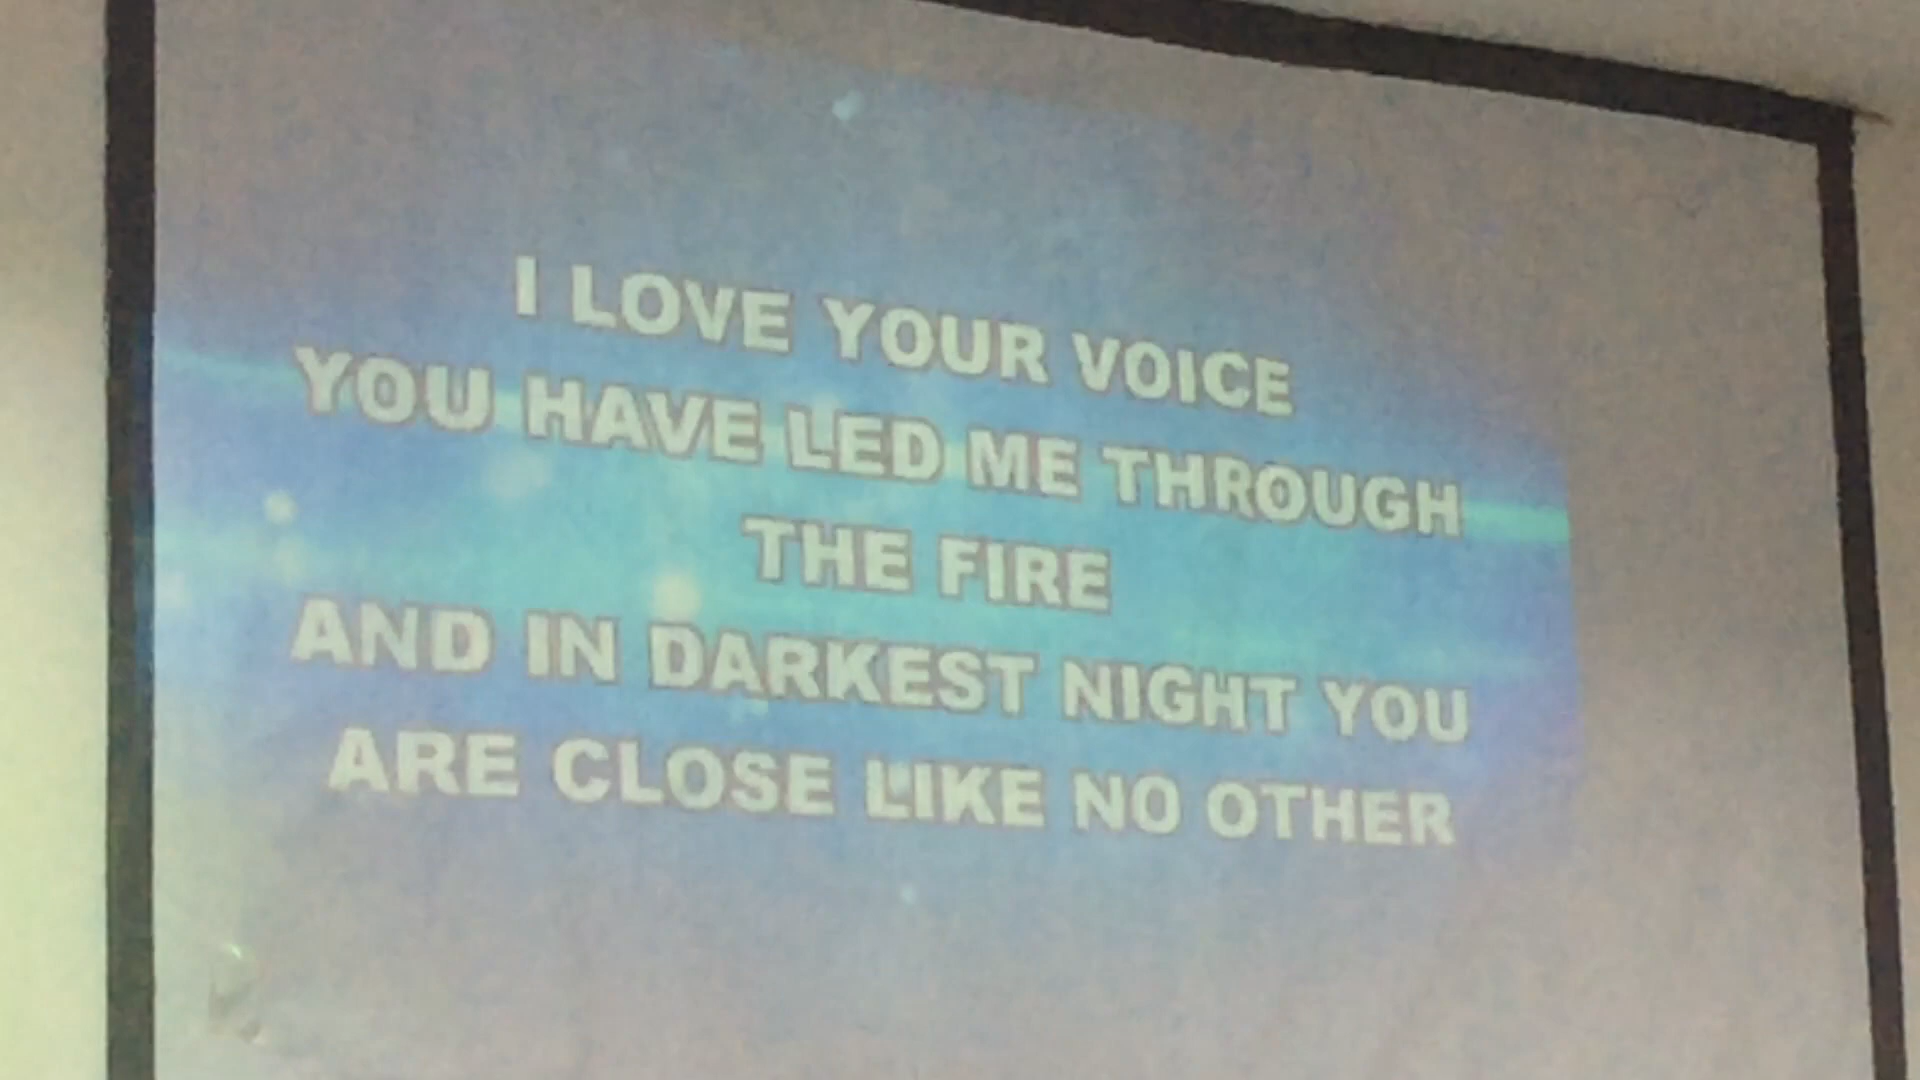 I LOVE YOUR VOICE
YOU HAVE LED ME THROUGH
THE FIRE
AND IN DARKEST NIGHT YOU
ARE CLOSE LIKE NO OTHER